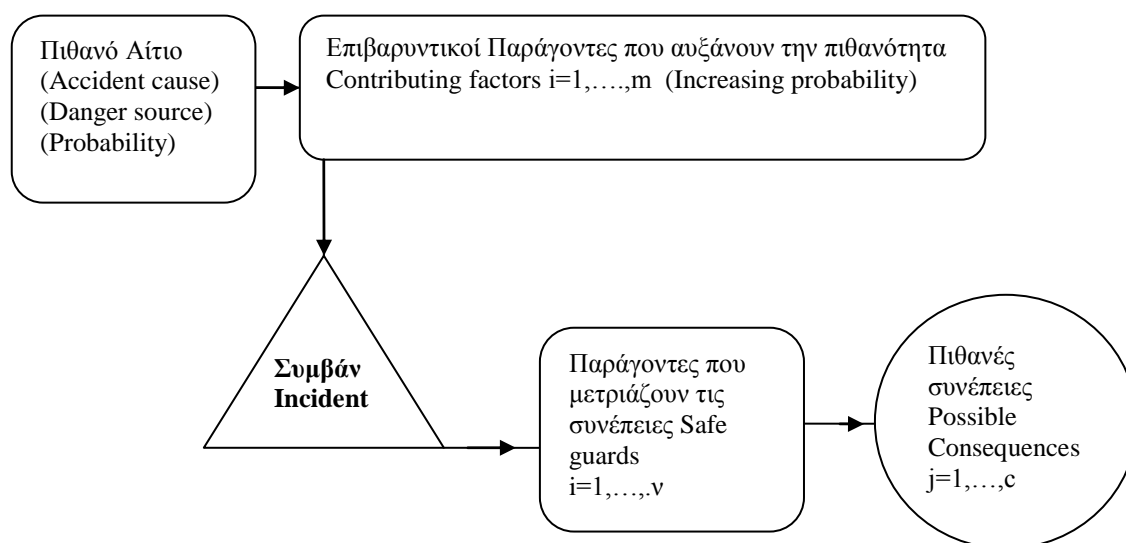 Πιθανό Αίτιο
(Accident cause)
(Danger source)
(Probability)
Επιβαρυντικοί Παράγοντες που αυξάνουν την πιθανότητα
Contributing factors i=1,….,m  (Increasing probability)
Συμβάν
Incident
Παράγοντες που
μετριάζουν τις
συνέπειες Safe
guards
i=1,…,.ν
Πιθανές
συνέπειες
Possible
Consequences
j=1,…,c